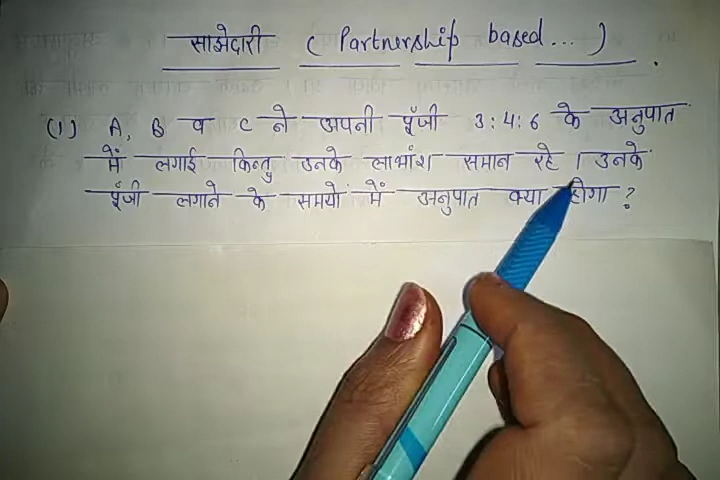 साझेदारी ( Partnership based... )
(1) A, B व C ने अपनी पूँजी 3:4:6 के अनुपात
में लगाई किन्तु उनके लाभांश समान रहे । उनके
पूँजी लगाने के समयों में अनुपात क्या होगा ?